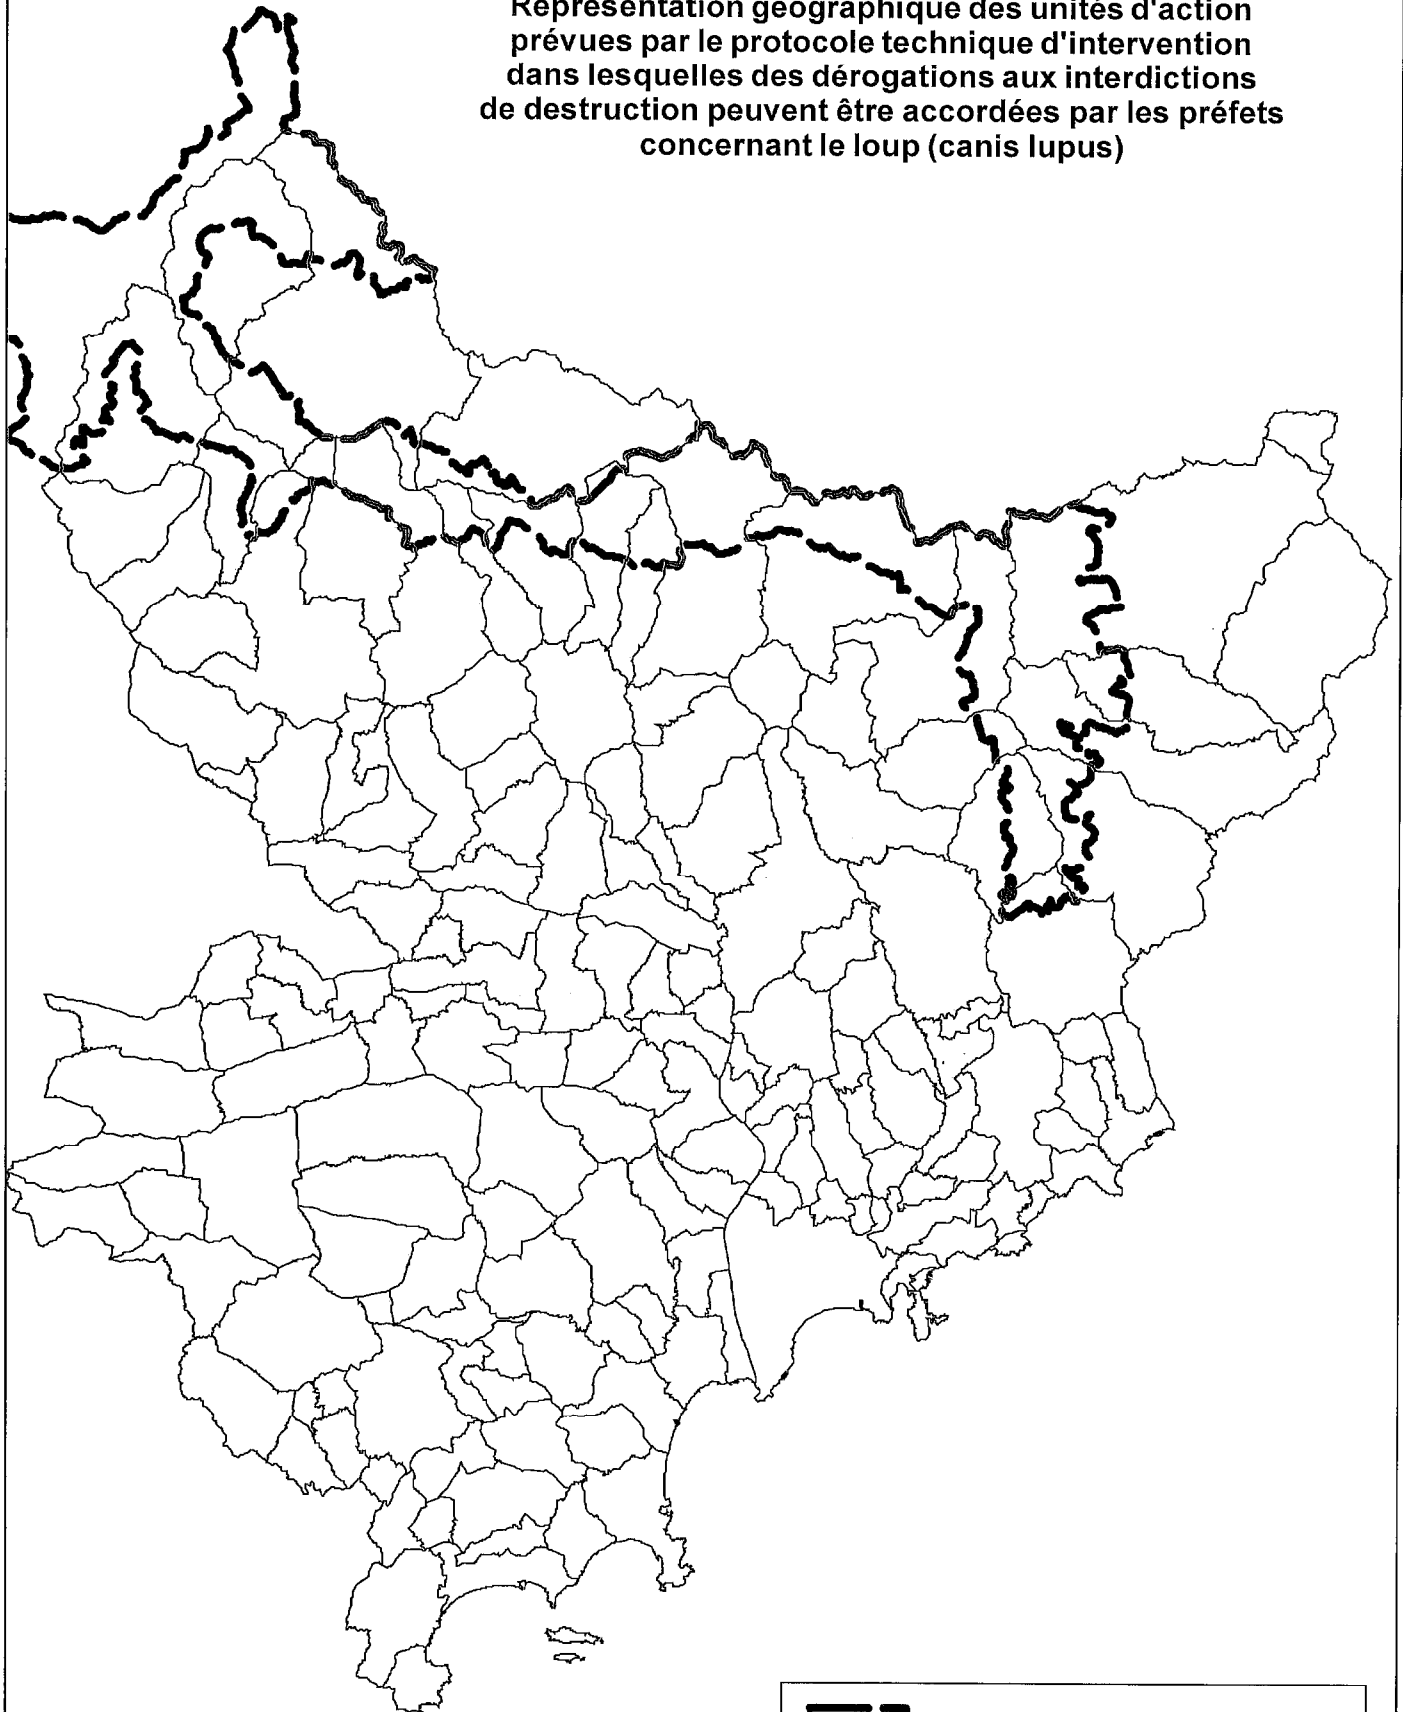 Représentation géographique des unités d'action
prévues par le protocole technique d'intervention
dans lesquelles des dérogations aux interdictions
de destruction peuvent être accordées par les préfets
concernant le loup (canis lupus)